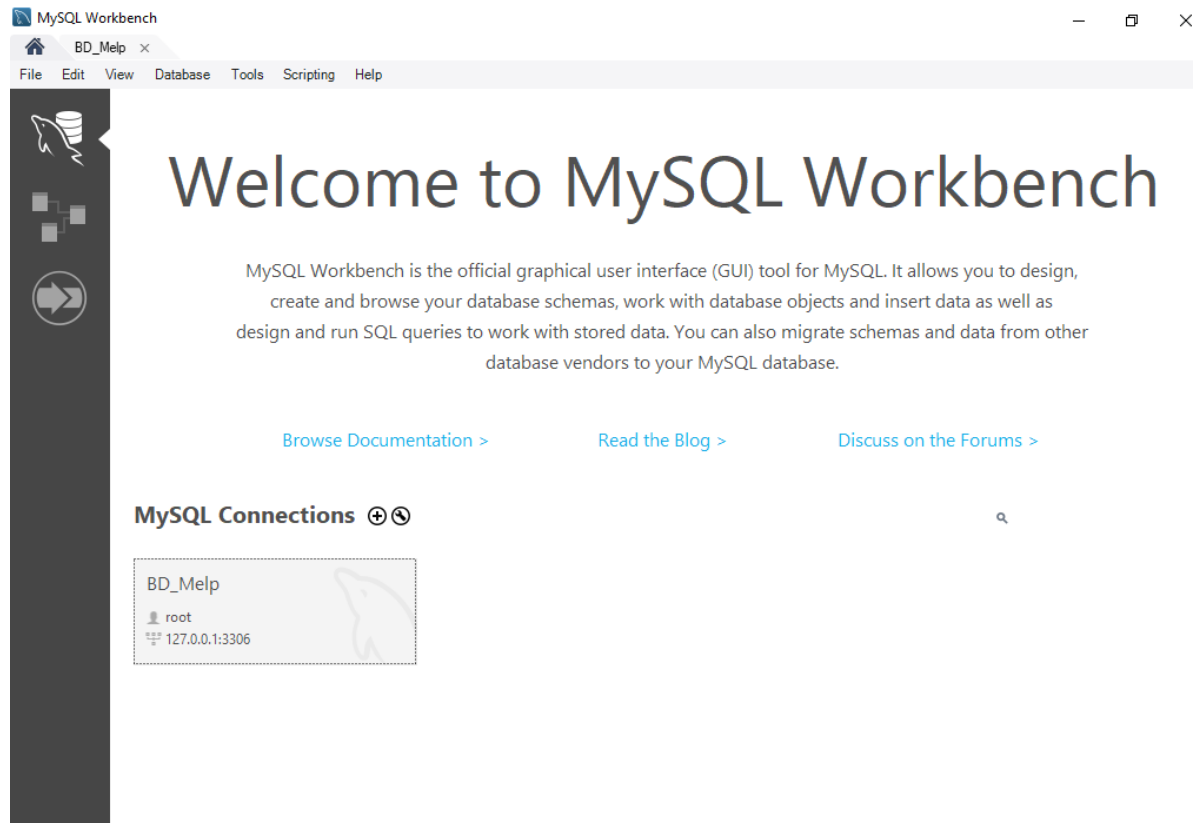 MySQL Workbench
BD_Melp
File Edit View Database Tools Scripting Help
Welcome to MySQL Workbench
MySQL Workbench is the official graphical user interface (GUI) tool for MySQL. It allows you to design,
create and browse your database schemas, work with database objects and insert data as well as
design and run SQL queries to work with stored data. You can also migrate schemas and data from other
database vendors to your MySQL database.
Browse Documentation > Read the Blog > Discuss on the Forums >
MySQL Connections
BD_Melp
root
127.0.0.1:3306